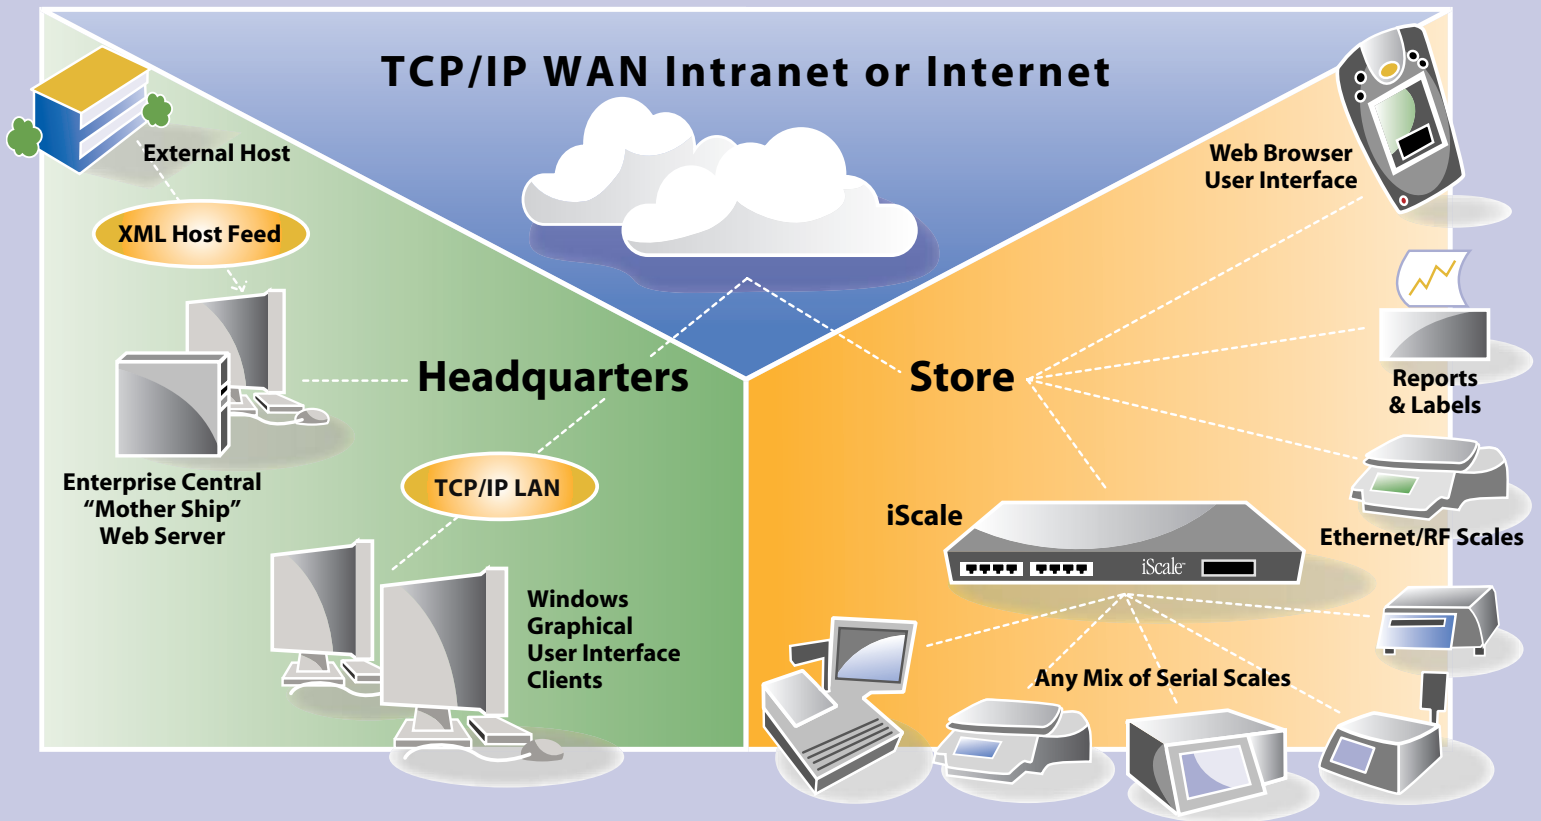 TCP/IP WAN Intranet or Internet
External Host
XML Host Feed
Headquarters
Enterprise Central
“Mother Ship”
Web Server
TCP/IP LAN
Windows
Graphical
User Interface
Clients
Web Browser
User Interface
Store
Reports
& Labels
iScale
iScale
Ethernet/RF Scales
Any Mix of Serial Scales